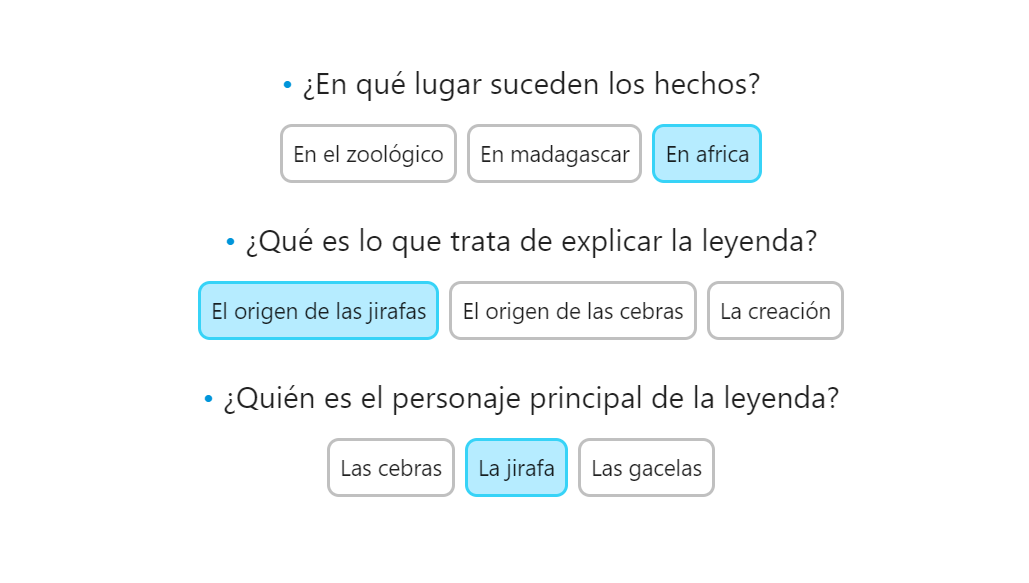 • ¿En qué lugar suceden los hechos?
En el zoológico En madagascar En africa
• ¿Qué es lo que trata de explicar la leyenda?
El origen de las jirafas El origen de las cebras La creación
• ¿Quién es el personaje principal de la leyenda?
Las cebras La jirafa Las gacelas